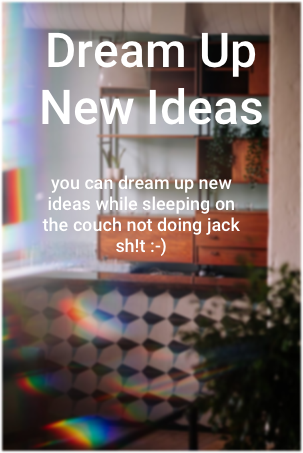 Dream Up
New Ideas
you can dream up new
ideas while sleeping on
the couch not doing jack
sh!t :-)